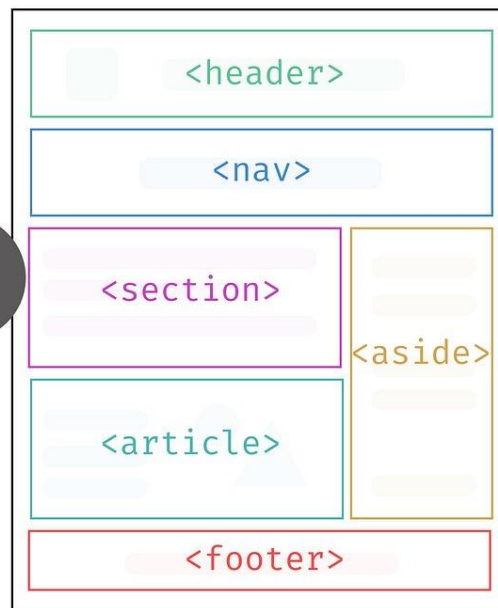 <header>
<nav>
<section>
<aside>
<article>
<footer>